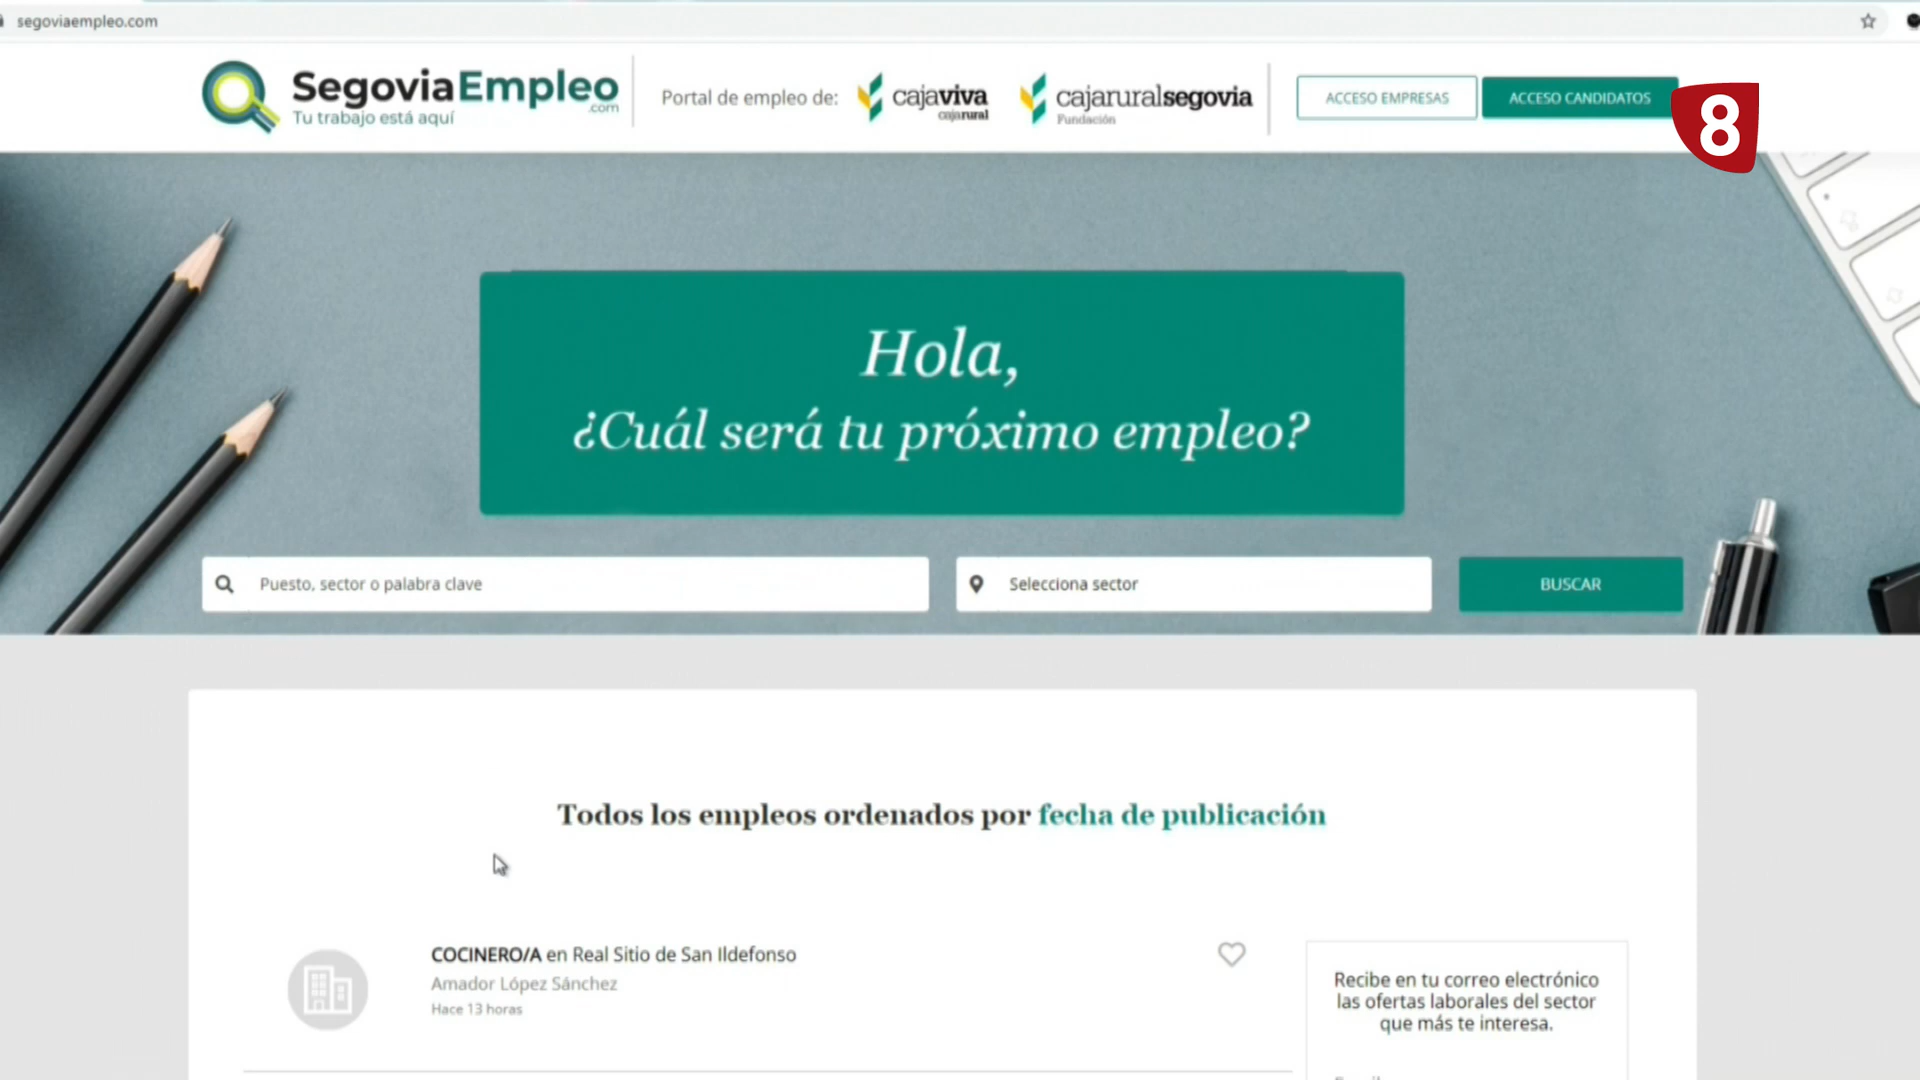 segoviaempleo.com
SegoviaEmpleo
.com
Tu trabajo está aquí
Portal de empleo de:
cajaviva
cajarural
cajaruralsegovia
Fundación
ACCESO EMPRESAS
ACCESO CANDIDATOS
8
Hola,
¿Cuál será tu próximo empleo?
Puesto, sector o palabra clave
Selecciona sector
BUSCAR
Todos los empleos ordenados por fecha de publicación
COCINERO/A en Real Sitio de San Ildefonso
Amador López Sánchez
Hace 13 horas
Recibe en tu correo electrónico
las ofertas laborales del sector
que más te interesa.